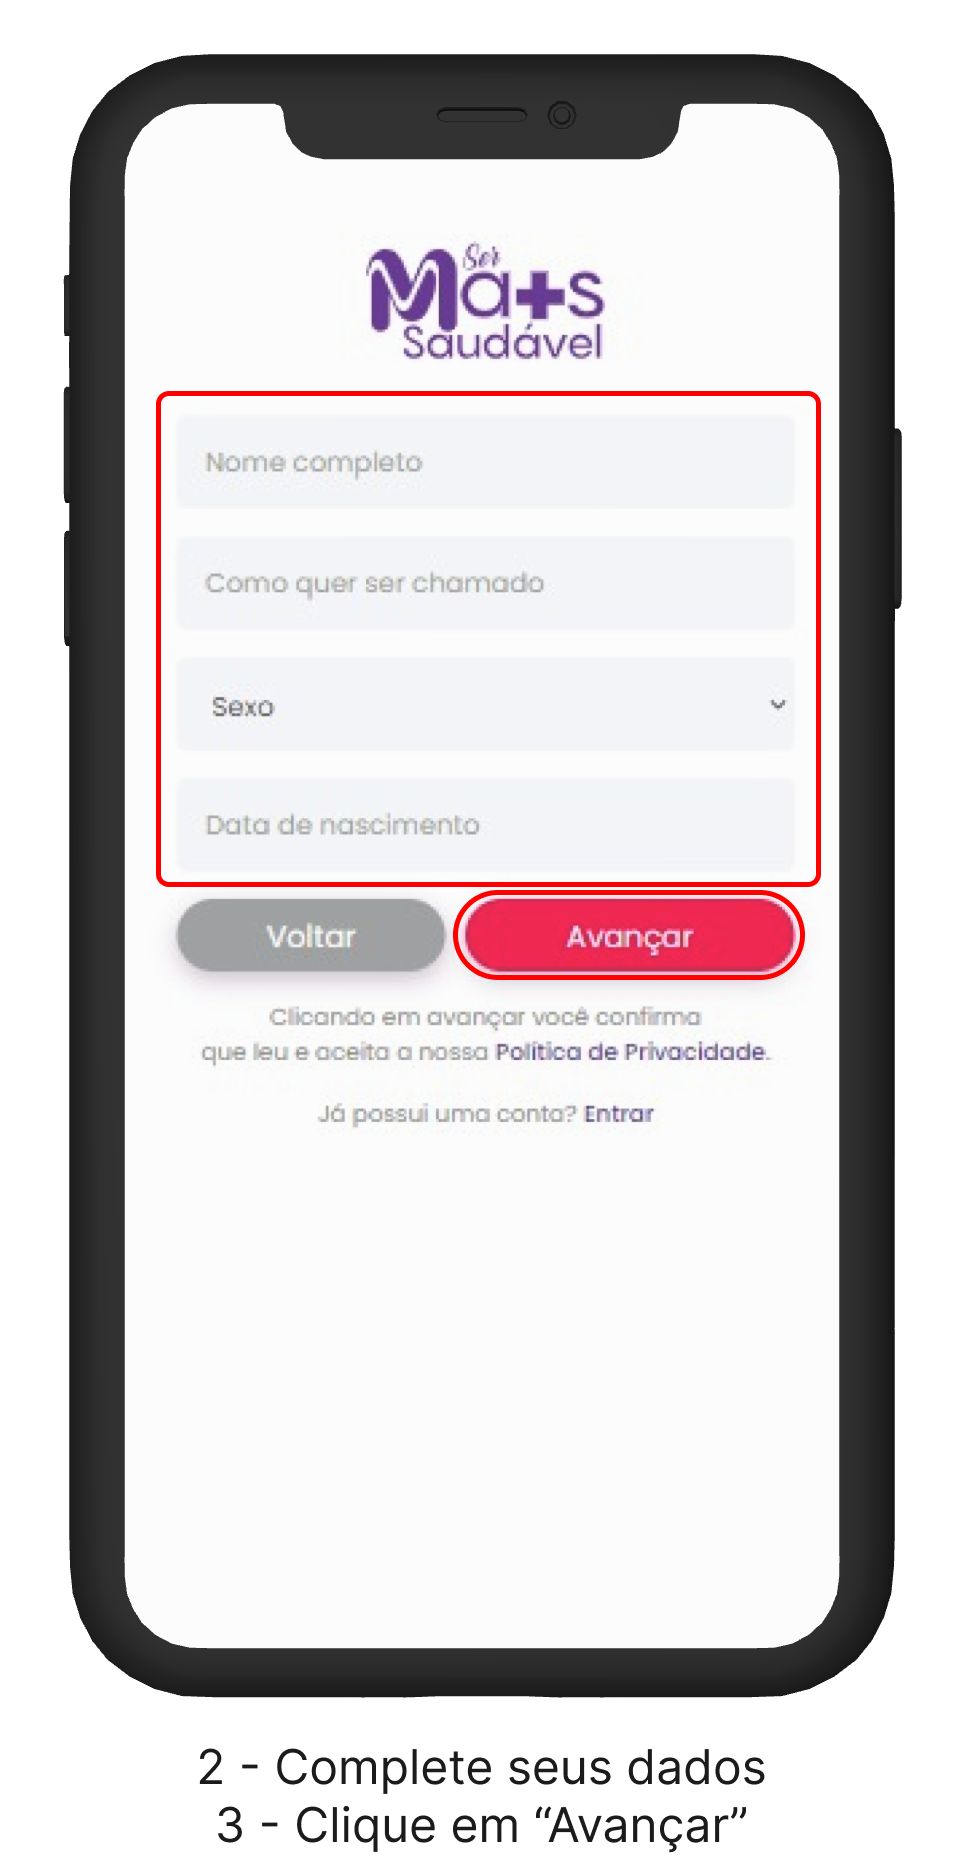 Ser
Ma+s
Saudável
Nome completo
Como quer ser chamado
Sexo
Data de nascimento
Voltar
Avançar
Clicando em avançar você confirma
que leu e aceita a nossa Política de Privacidade.
Já possui uma conta? Entrar
2 - Complete seus dados
3 - Clique em “Avançar”